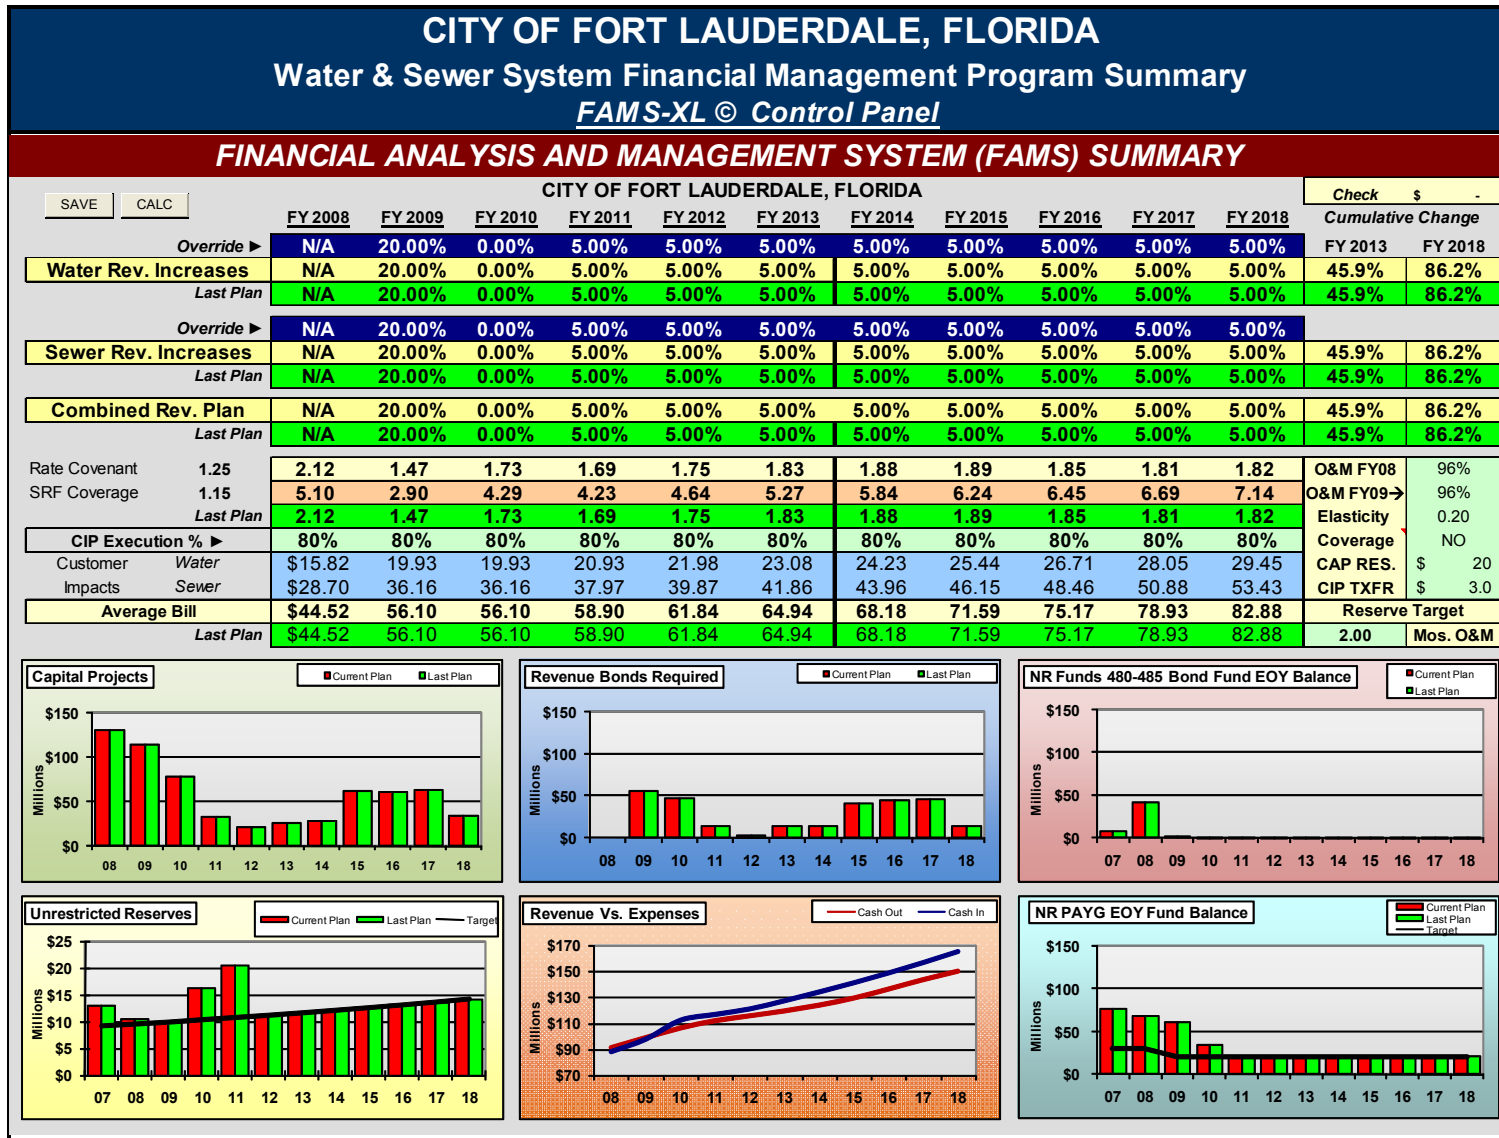 CITY OF FORT LAUDERDALE, FLORIDA
Water & Sewer System Financial Management Program Summary
FAMS-XL © Control Panel
FINANCIAL ANALYSIS AND MANAGEMENT SYSTEM (FAMS) SUMMARY
SAVE CALC CITY OF FORT LAUDERDALE, FLORIDA Check $ -
FY 2008 FY 2009 FY 2010 FY 2011 FY 2012 FY 2013 FY 2014 FY 2015 FY 2016 FY 2017 FY 2018 Cumulative Change
Override ► N/A 20.00% 0.00% 5.00% 5.00% 5.00% 5.00% 5.00% 5.00% 5.00% 5.00% FY 2013 FY 2018
Water Rev. Increases N/A 20.00% 0.00% 5.00% 5.00% 5.00% 5.00% 5.00% 5.00% 5.00% 5.00% 45.9% 86.2%
Last Plan N/A 20.00% 0.00% 5.00% 5.00% 5.00% 5.00% 5.00% 5.00% 5.00% 5.00% 45.9% 86.2%
Override ► N/A 20.00% 0.00% 5.00% 5.00% 5.00% 5.00% 5.00% 5.00% 5.00% 5.00%
Sewer Rev. Increases N/A 20.00% 0.00% 5.00% 5.00% 5.00% 5.00% 5.00% 5.00% 5.00% 5.00% 45.9% 86.2%
Last Plan N/A 20.00% 0.00% 5.00% 5.00% 5.00% 5.00% 5.00% 5.00% 5.00% 5.00% 45.9% 86.2%
Combined Rev. Plan N/A 20.00% 0.00% 5.00% 5.00% 5.00% 5.00% 5.00% 5.00% 5.00% 5.00% 45.9% 86.2%
Last Plan N/A 20.00% 0.00% 5.00% 5.00% 5.00% 5.00% 5.00% 5.00% 5.00% 5.00% 45.9% 86.2%
Rate Covenant 1.25 2.12 1.47 1.73 1.69 1.75 1.83 1.88 1.89 1.85 1.81 1.82 O&M FY08 96%
SRF Coverage 1.15 5.10 2.90 4.29 4.23 4.64 5.27 5.84 6.24 6.45 6.69 7.14 O&M FY09→ 96%
Last Plan 2.12 1.47 1.73 1.69 1.75 1.83 1.88 1.89 1.85 1.81 1.82 Elasticity 0.20
CIP Execution % ► 80% 80% 80% 80% 80% 80% 80% 80% 80% 80% 80% Coverage NO
Customer Water $15.82 19.93 19.93 20.93 21.98 23.08 24.23 25.44 26.71 28.05 29.45 CAP RES. $ 20
Impacts Sewer $28.70 36.16 36.16 37.97 39.87 41.86 43.96 46.15 48.46 50.88 53.43 CIP TXFR $ 3.0
Average Bill $44.52 56.10 56.10 58.90 61.84 64.94 68.18 71.59 75.17 78.93 82.88 Reserve Target
Last Plan $44.52 56.10 56.10 58.90 61.84 64.94 68.18 71.59 75.17 78.93 82.88 2.00 Mos. O&M
Capital Projects
Current Plan Last Plan
$150
$100
$50
$0
Millions
08 09 10 11 12 13 14 15 16 17 18
Revenue Bonds Required
Current Plan Last Plan
$150
$100
$50
$0
Millions
08 09 10 11 12 13 14 15 16 17 18
NR Funds 480-485 Bond Fund EOY Balance
Current Plan
Last Plan
$150
$100
$50
$0
Millions
07 08 09 10 11 12 13 14 15 16 17 18
Unrestricted Reserves
Current Plan Last Plan Target
$25
$20
$15
$10
$5
$0
Millions
07 08 09 10 11 12 13 14 15 16 17 18
Revenue Vs. Expenses
Cash Out Cash In
$170
$150
$130
$110
$90
$70
Millions
08 09 10 11 12 13 14 15 16 17 18
NR PAYG EOY Fund Balance
Current Plan
Last Plan
Target
$150
$100
$50
$0
Millions
07 08 09 10 11 12 13 14 15 16 17 18